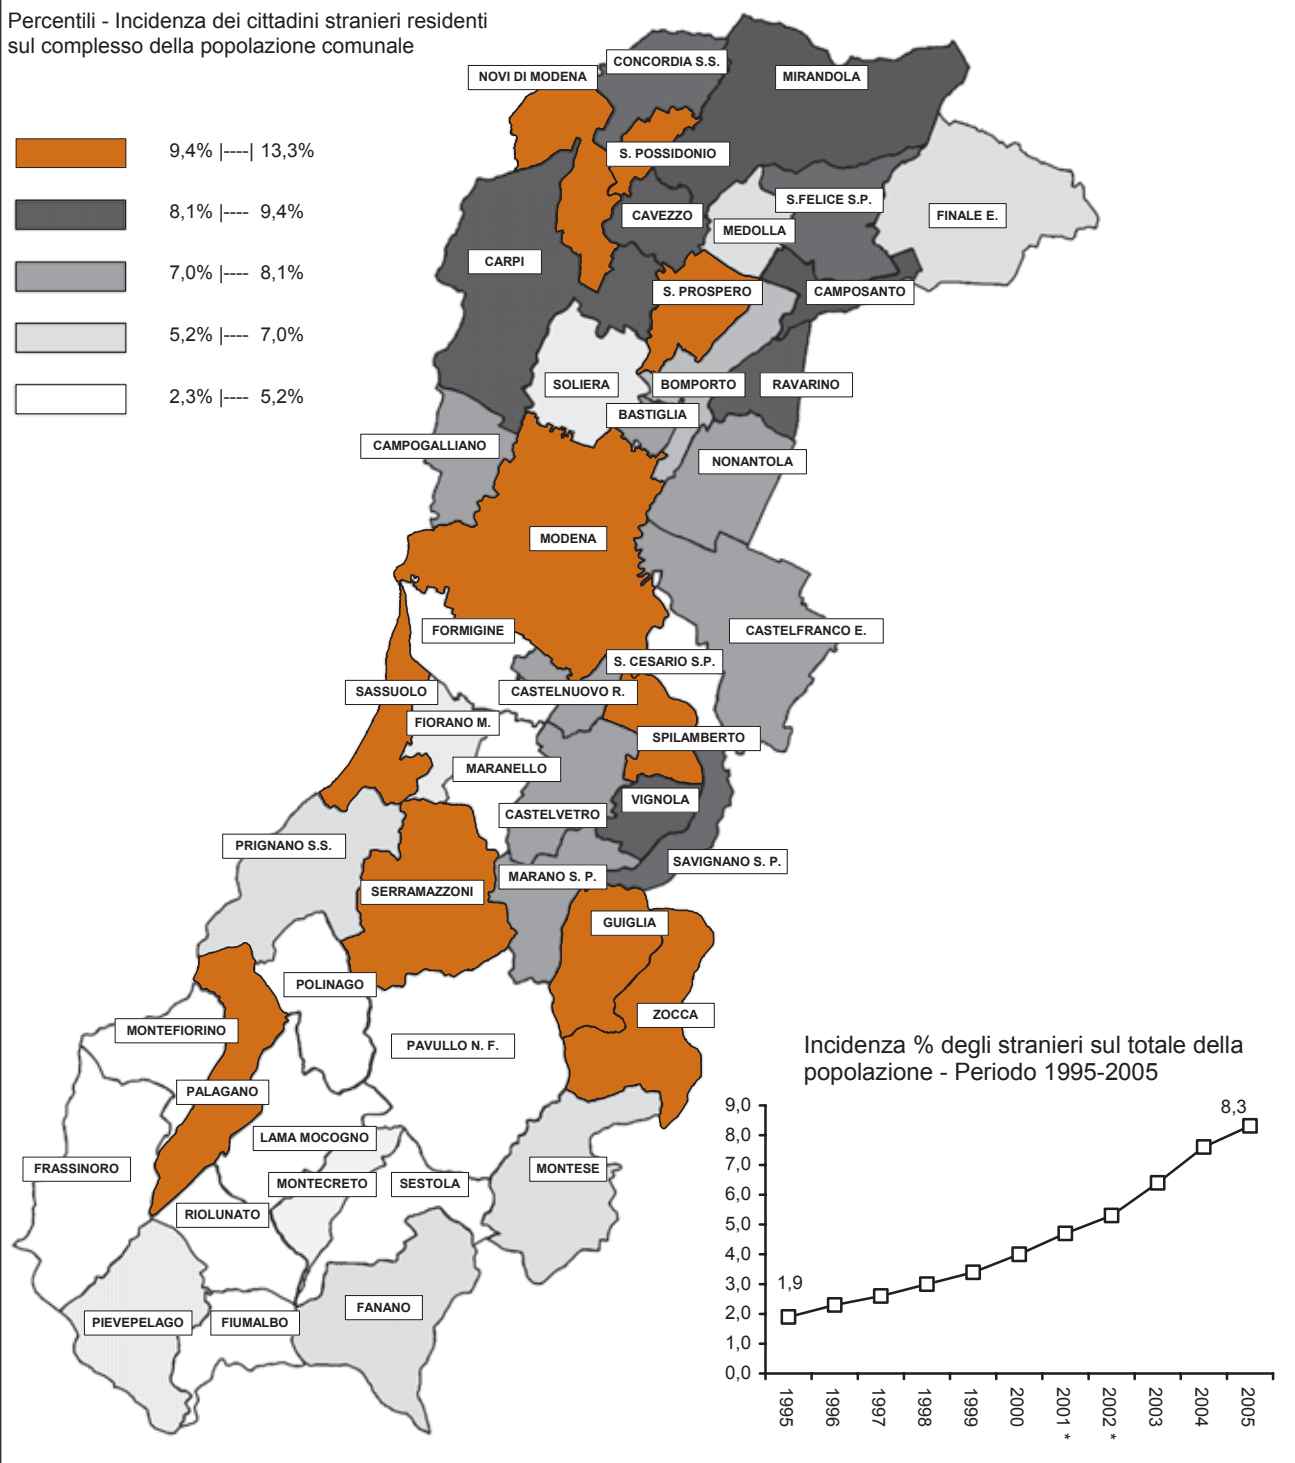 Percentili - Incidenza dei cittadini stranieri residenti
sul complesso della popolazione comunale
9,4% |----| 13,3%
8,1% |---- 9,4%
7,0% |---- 8,1%
5,2% |---- 7,0%
2,3% |---- 5,2%
CONCORDIA S.S.
NOVI DI MODENA
MIRANDOLA
S. POSSIDONIO
S.FELICE S.P.
CAVEZZO
FINALE E.
MEDOLLA
CARPI
S. PROSPERO
CAMPOSANTO
SOLIERA
BOMPORTO
RAVARINO
BASTIGLIA
CAMPOGALLIANO
NONANTOLA
MODENA
FORMIGINE
CASTELFRANCO E.
S. CESARIO S.P.
SASSUOLO
CASTELNUOVO R.
FIORANO M.
SPILAMBERTO
MARANELLO
VIGNOLA
CASTELVETRO
PRIGNANO S.S.
SAVIGNANO S. P.
MARANO S. P.
SERRAMAZZONI
GUIGLIA
POLINAGO
ZOCCA
MONTEFIORINO
PAVULLO N. F.
PALAGANO
LAMA MOCOGNO
FRASSINORO
MONTESE
MONTECRETO
SESTOLA
RIOLUNATO
FANANO
PIEVEPELAGO
FIUMALBO
Incidenza % degli stranieri sul totale della
popolazione - Periodo 1995-2005
9,0
8,0
7,0
6,0
5,0
4,0
3,0
2,0
1,0
0,0
1,9
8,3
1995
1996
1997
1998
1999
2000
2001 *
2002 *
2003
2004
2005